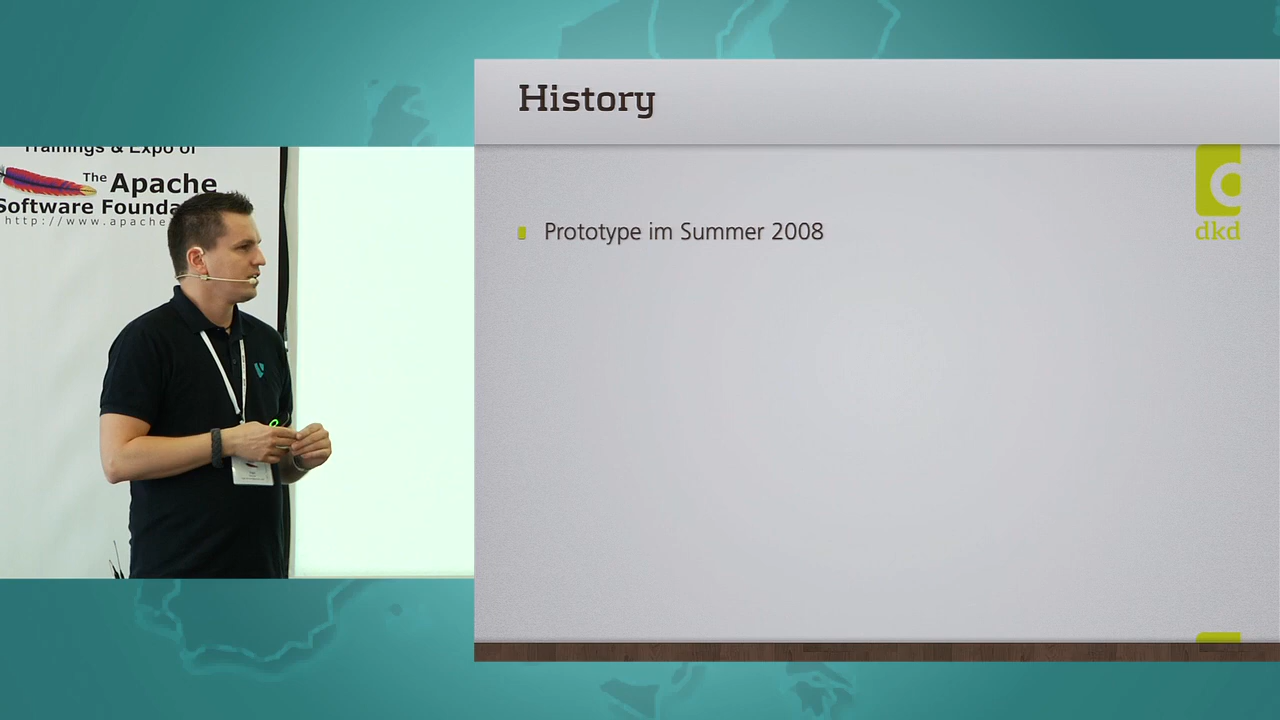 Trainings & Expo of
The Apache
Software Founda
http://www.apache
History
Prototype im Summer 2008
dkd